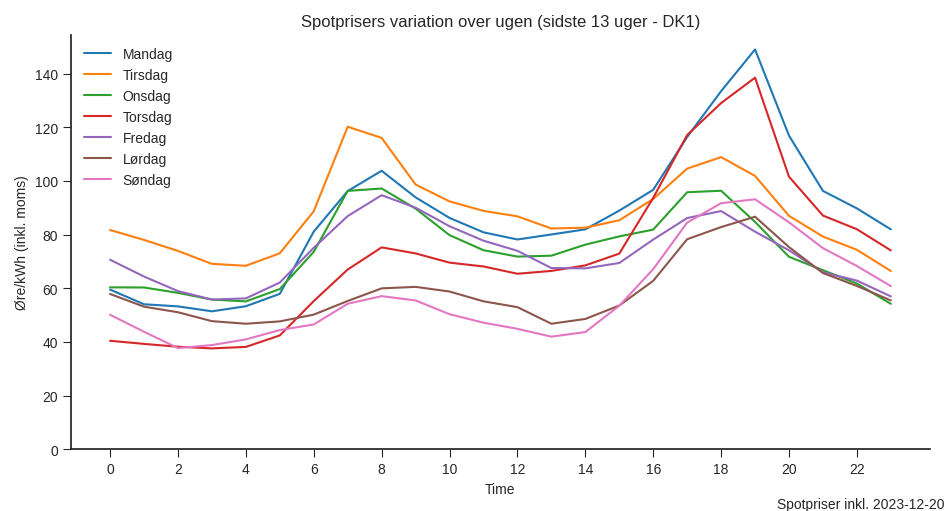 Spotprisers variation over ugen (sidste 13 uger - DK1)
Mandag
Tirsdag
Onsdag
Torsdag
Fredag
Lørdag
Søndag
Øre/kWh (inkl. moms)
140
120
100
80
60
40
20
0
0 2 4 6 8 10 12 14 16 18 20 22
Time
Spotpriser inkl. 2023-12-20